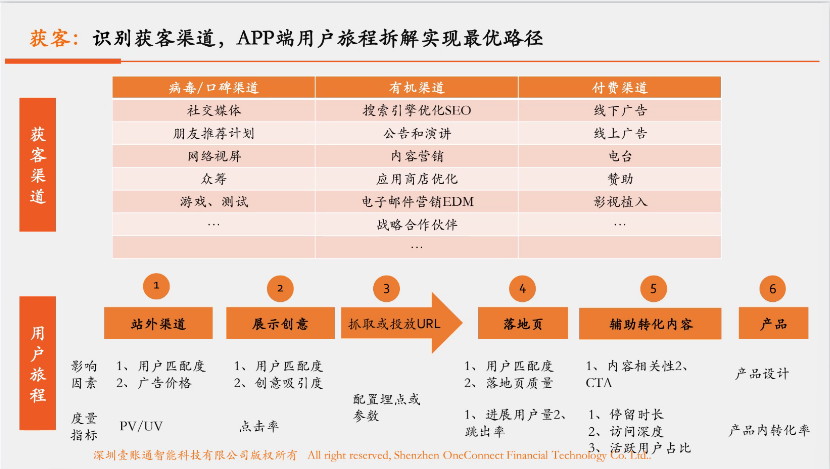 获客：识别获客渠道，APP端用户旅程拆解实现最优路径
获客渠道
病毒/口碑渠道 有机渠道 付费渠道
社交媒体 搜索引擎优化SEO 线下广告
朋友推荐计划 公告和演讲 线上广告
网络视屏 内容营销 电台
众筹 应用商店优化 赞助
游戏、测试 电子邮件营销EDM 影视植入
… 战略合作伙伴 …
…
用户旅程
1 2 3 4 5 6
站外渠道 展示创意 抓取或投放URL 落地页 辅助转化内容 产品
影响因素
1、用户匹配度
2、广告价格
1、用户匹配度
2、创意吸引度
配置埋点或
参数
1、用户匹配度
2、落地页质量
1、内容相关性2、
CTA
产品设计
度量指标
PV/UV
点击率
1、进展用户量2、
跳出率
1、停留时长
2、访问深度
3、活跃用户占比
产品内转化率
深圳壹账通智能科技有限公司版权所有 All right reserved, Shenzhen OneConnect Financial Technology Co. Ltd..